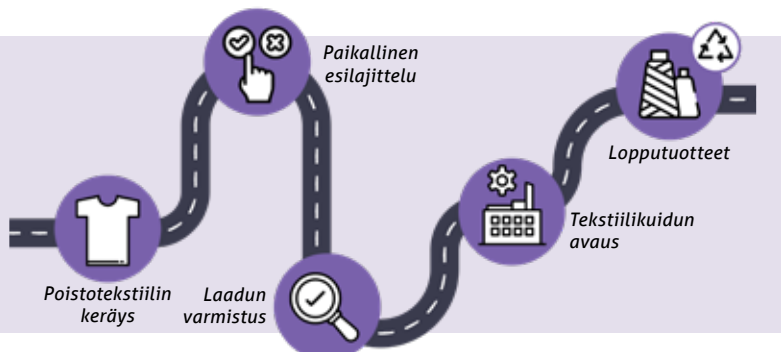 Poistotekstiilin
keräys
Paikallinen
esilajittelu
Laadun
varmistus
Tekstiilikuidun
avaus
Lopputuotteet